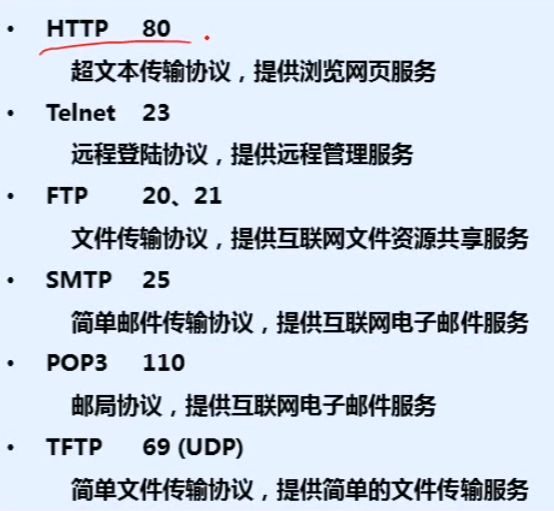 • HTTP 80
超文本传输协议，提供浏览网页服务
• Telnet 23
远程登陆协议，提供远程管理服务
• FTP 20、21
文件传输协议，提供互联网文件资源共享服务
• SMTP 25
简单邮件传输协议，提供互联网电子邮件服务
• POP3 110
邮局协议，提供互联网电子邮件服务
• TFTP 69 (UDP)
简单文件传输协议，提供简单的文件传输服务